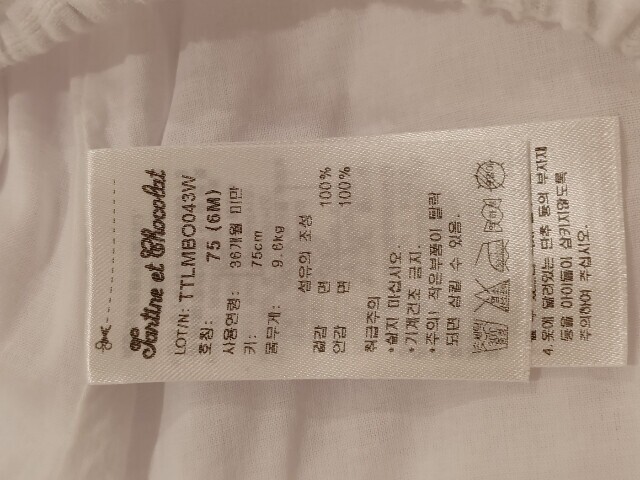 Tartine et Chocolat
LOT/N: TTLMBO043W
호칭: 75 (6M)
사용연령: 36개월 미만
키: 75cm
몸무게: 9.6kg
섬유의 조성
겉감 면 100%
안감 면 100%
취급주의
*삶지 마십시오.
*기계건조 금지.
*주의! 작은부품이 탈락
되면 삼킬 수 있음.
4. 옷에 달려있는 단추 등의 부자재
등을 아이들이 삼키지않도록
주의하여 주십시오.